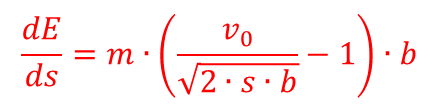 dE/ds = m · (v₀/√(2 · s · b) − 1) · b